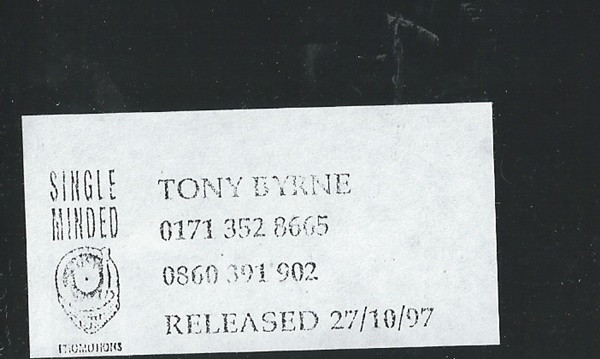 SINGLE
MINDED
PROMOTIONS
TONY BYRNE
0171 352 8665
0860 391 902
RELEASED 27/10/97